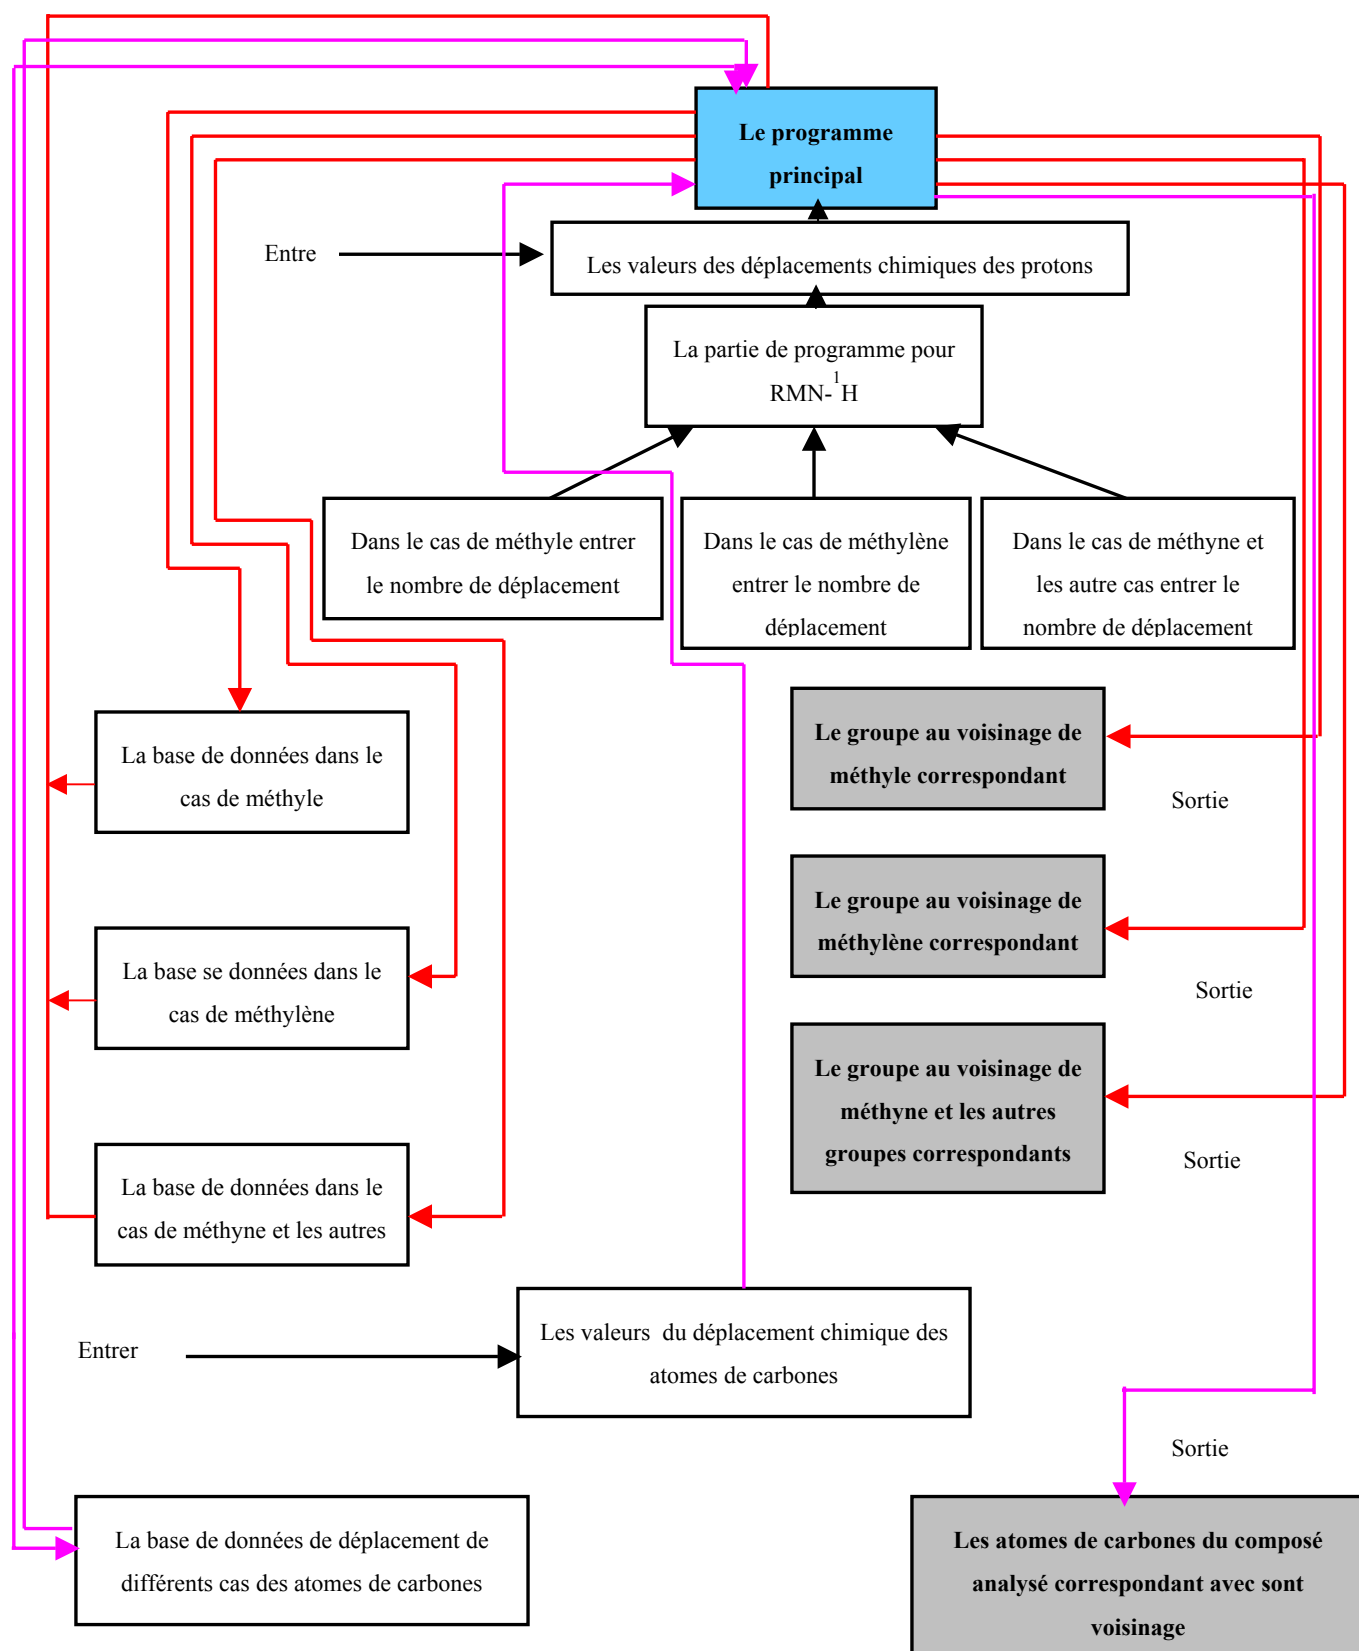 Le programme
principal
Entre
Les valeurs des déplacements chimiques des protons
La partie de programme pour
RMN-¹H
Dans le cas de méthyle entrer
le nombre de déplacement
Dans le cas de méthylène
entrer le nombre de
déplacement
Dans le cas de méthyne et
les autre cas entrer le
nombre de déplacement
La base de données dans le
cas de méthyle
Le groupe au voisinage de
méthyle correspondant
Sortie
La base se données dans le
cas de méthylène
Le groupe au voisinage de
méthylène correspondant
Sortie
Le groupe au voisinage de
méthyne et les autres
groupes correspondants
Sortie
La base de données dans le
cas de méthyne et les autres
Entrer
Les valeurs  du déplacement chimique des
atomes de carbones
Sortie
La base de données de déplacement de
différents cas des atomes de carbones
Les atomes de carbones du composé
analysé correspondant avec sont
voisinage